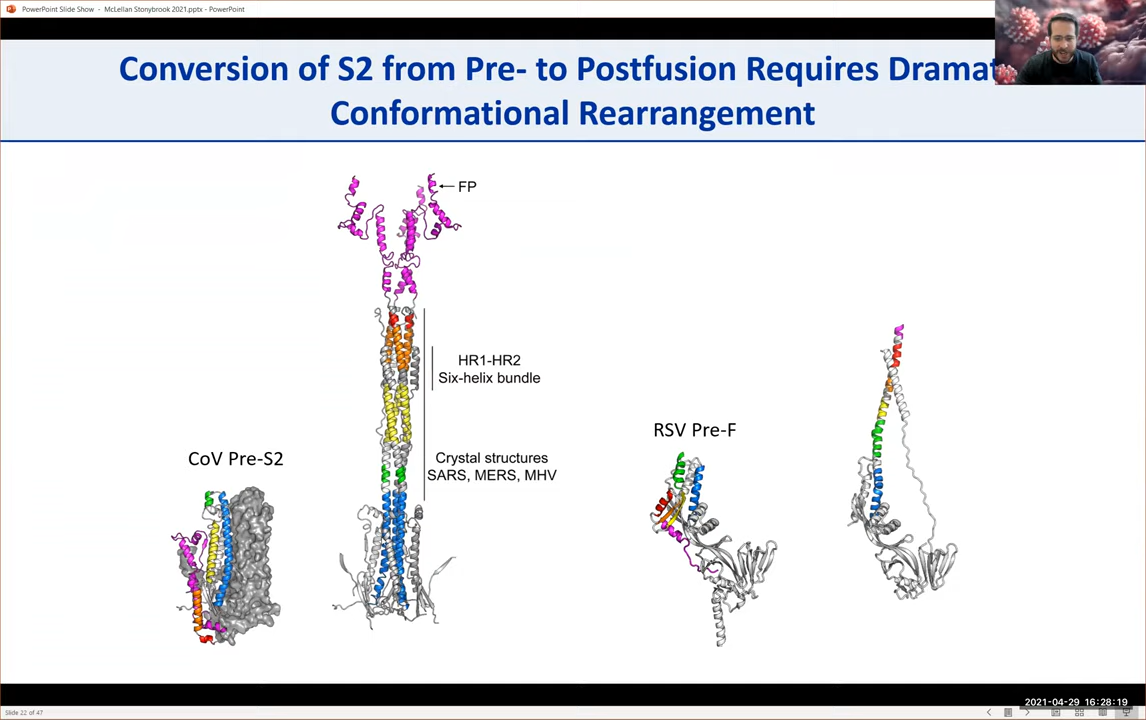 PowerPoint Slide Show - McLellan Stonybrook 2021.pptx - PowerPoint
Conversion of S2 from Pre- to Postfusion Requires Dramat
Conformational Rearrangement
FP
HR1-HR2
Six-helix bundle
RSV Pre-F
CoV Pre-S2
Crystal structures
SARS, MERS, MHV
2021-04-29 16:28:19
Slide 22 of 47